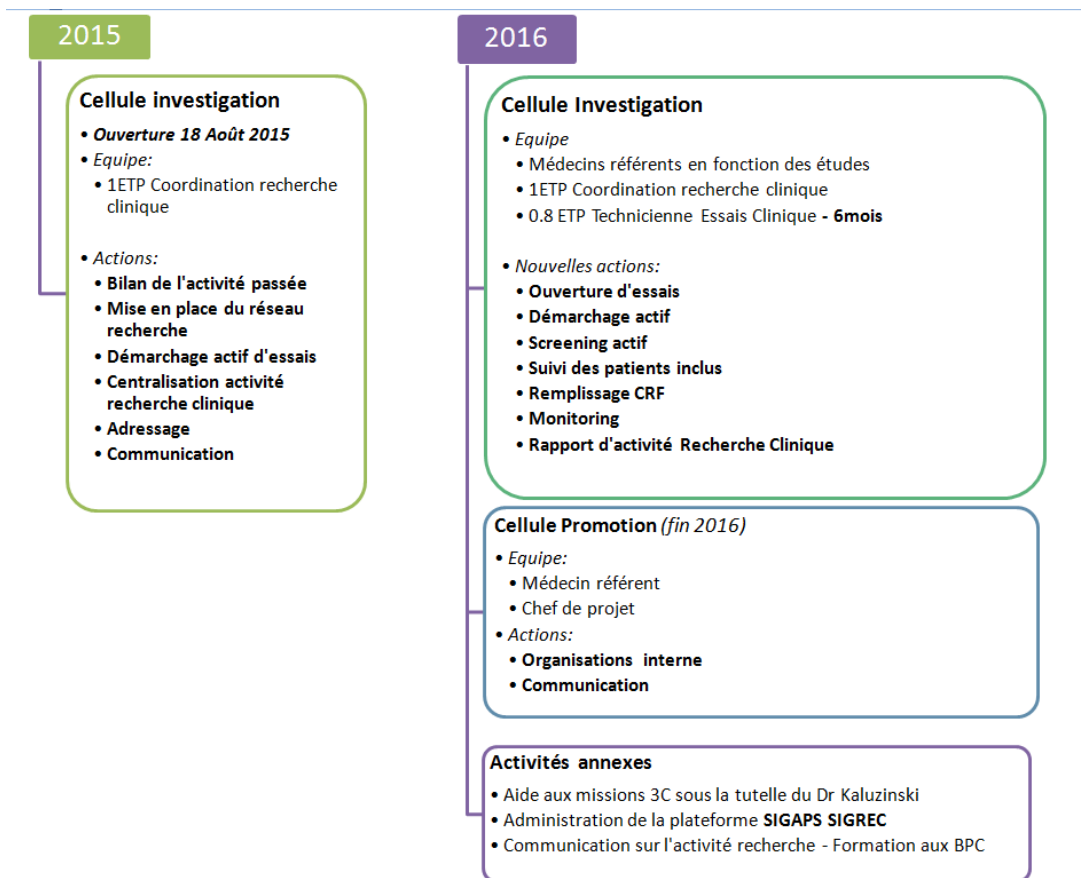 2015
Cellule investigation
• Ouverture 18 Août 2015
• Equipe:
• 1ETP Coordination recherche
clinique
• Actions:
• Bilan de l'activité passée
• Mise en place du réseau
recherche
• Démarchage actif d'essais
• Centralisation activité
recherche clinique
• Adressage
• Communication
2016
Cellule Investigation
• Equipe
• Médecins référents en fonction des études
• 1ETP Coordination recherche clinique
• 0.8 ETP Technicienne Essais Clinique - 6mois
• Nouvelles actions:
• Ouverture d'essais
• Démarchage actif
• Screening actif
• Suivi des patients inclus
• Remplissage CRF
• Monitoring
• Rapport d'activité Recherche Clinique
Cellule Promotion (fin 2016)
• Equipe:
• Médecin référent
• Chef de projet
• Actions:
• Organisations interne
• Communication
Activités annexes
• Aide aux missions 3C sous la tutelle du Dr Kaluzinski
• Administration de la plateforme SIGAPS SIGREC
• Communication sur l'activité recherche - Formation aux BPC